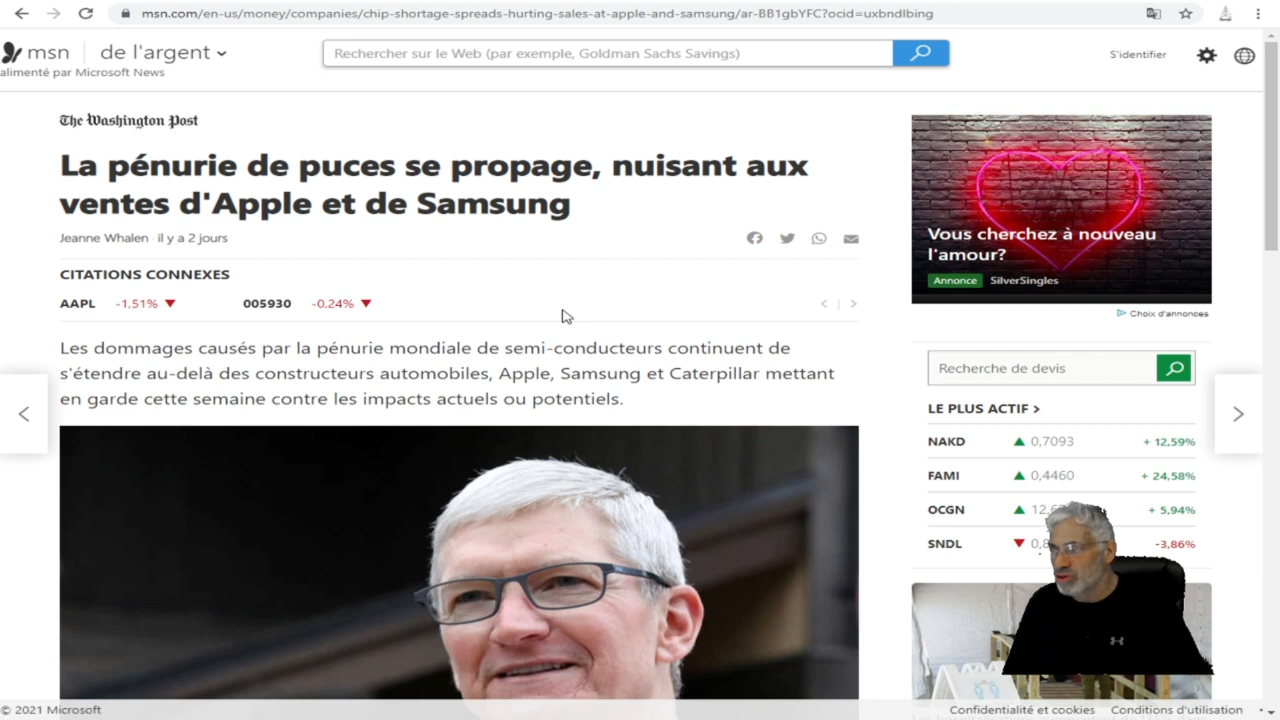 msn.com/en-us/money/companies/chip-shortage-spreads-hurting-sales-at-apple-and-samsung/ar-BB1gbYFC?ocid=uxbndlbing
msn de l'argent
alimenté par Microsoft News
Rechercher sur le Web (par exemple, Goldman Sachs Savings)
S'identifier
The Washington Post
La pénurie de puces se propage, nuisant aux
ventes d'Apple et de Samsung
Jeanne Whalen il y a 2 jours
CITATIONS CONNEXES
AAPL -1.51% 005930 -0.24%
Les dommages causés par la pénurie mondiale de semi-conducteurs continuent de
s'étendre au-delà des constructeurs automobiles, Apple, Samsung et Caterpillar mettant
en garde cette semaine contre les impacts actuels ou potentiels.
Vous cherchez à nouveau
l'amour?
Annonce SilverSingles
Choix d'annonces
Recherche de devis
LE PLUS ACTIF >
NAKD 0,7093 + 12,59%
FAMI 0,4460 + 24,58%
OCGN + 5,94%
SNDL -3,86%
© 2021 Microsoft
Confidentialité et cookies Conditions d'utilisation